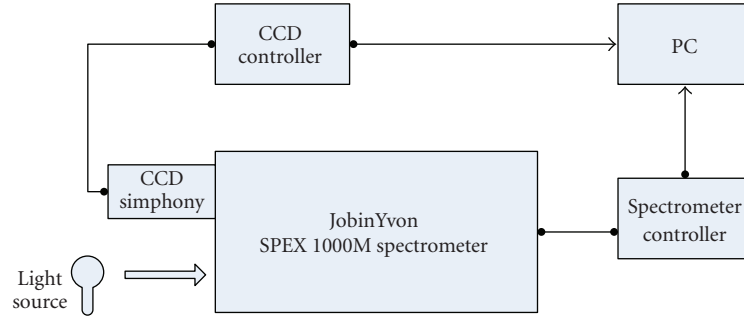 CCD
controller
PC
CCD
simphony
JobinYvon
SPEX 1000M spectrometer
Spectrometer
controller
Light
source